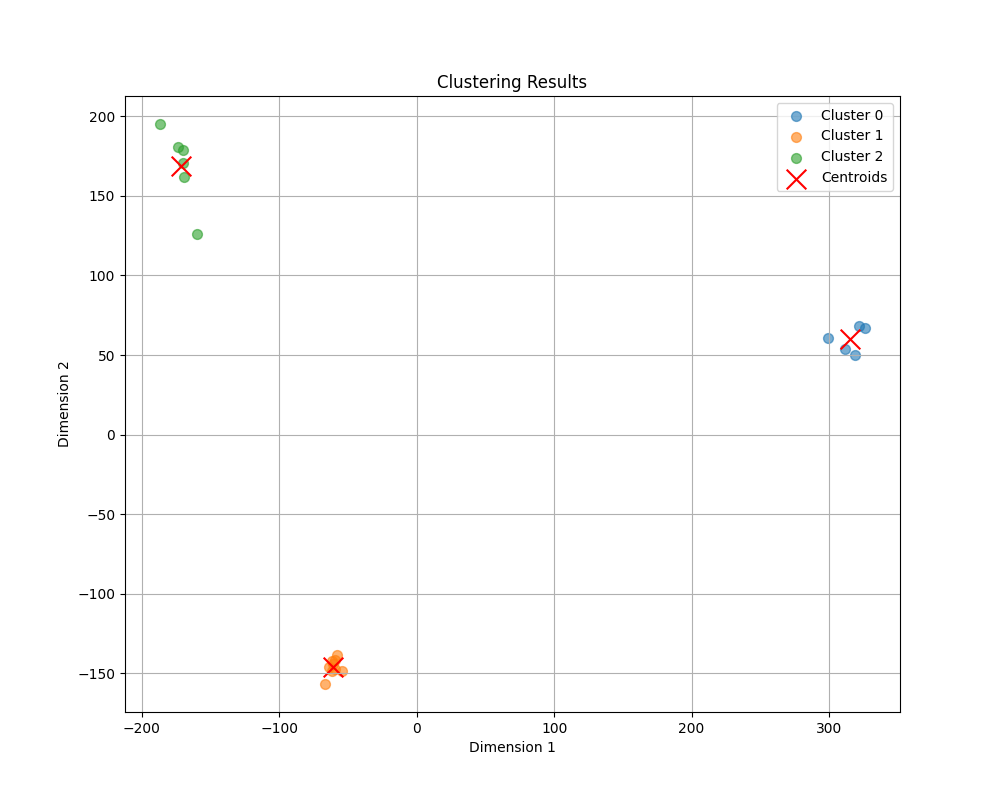 Clustering Results
Cluster 0
Cluster 1
Cluster 2
Centroids
200
150
100
50
0
−50
−100
−150
Dimension 2
−200
−100
0
100
200
300
Dimension 1